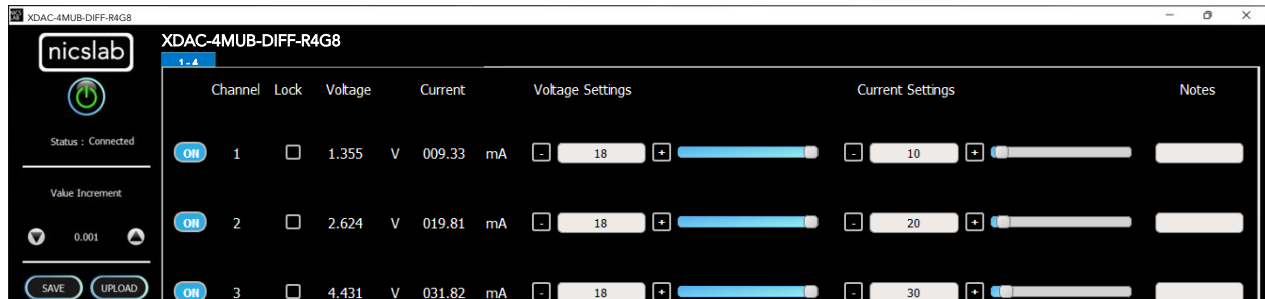 XDAC-4MUB-DIFF-R4G8
nicslab
XDAC-4MUB-DIFF-R4G8
1-4
Channel Lock Voltage Current Voltage Settings Current Settings Notes
Status : Connected
ON 1 1.355 V 009.33 mA - 18 + - 10 +
Value Increment
ON 2 2.624 V 019.81 mA - 18 + - 20 +
0.001
SAVE UPLOAD
ON 3 4.431 V 031.82 mA - 18 + - 30 +